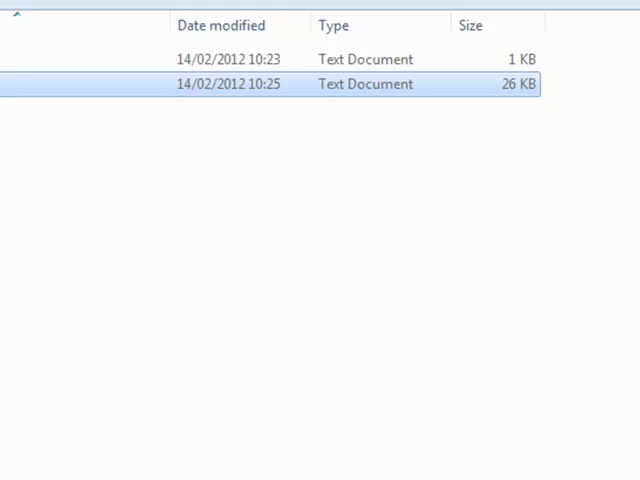 Date modified Type Size
14/02/2012 10:23 Text Document 1 KB
14/02/2012 10:25 Text Document 26 KB